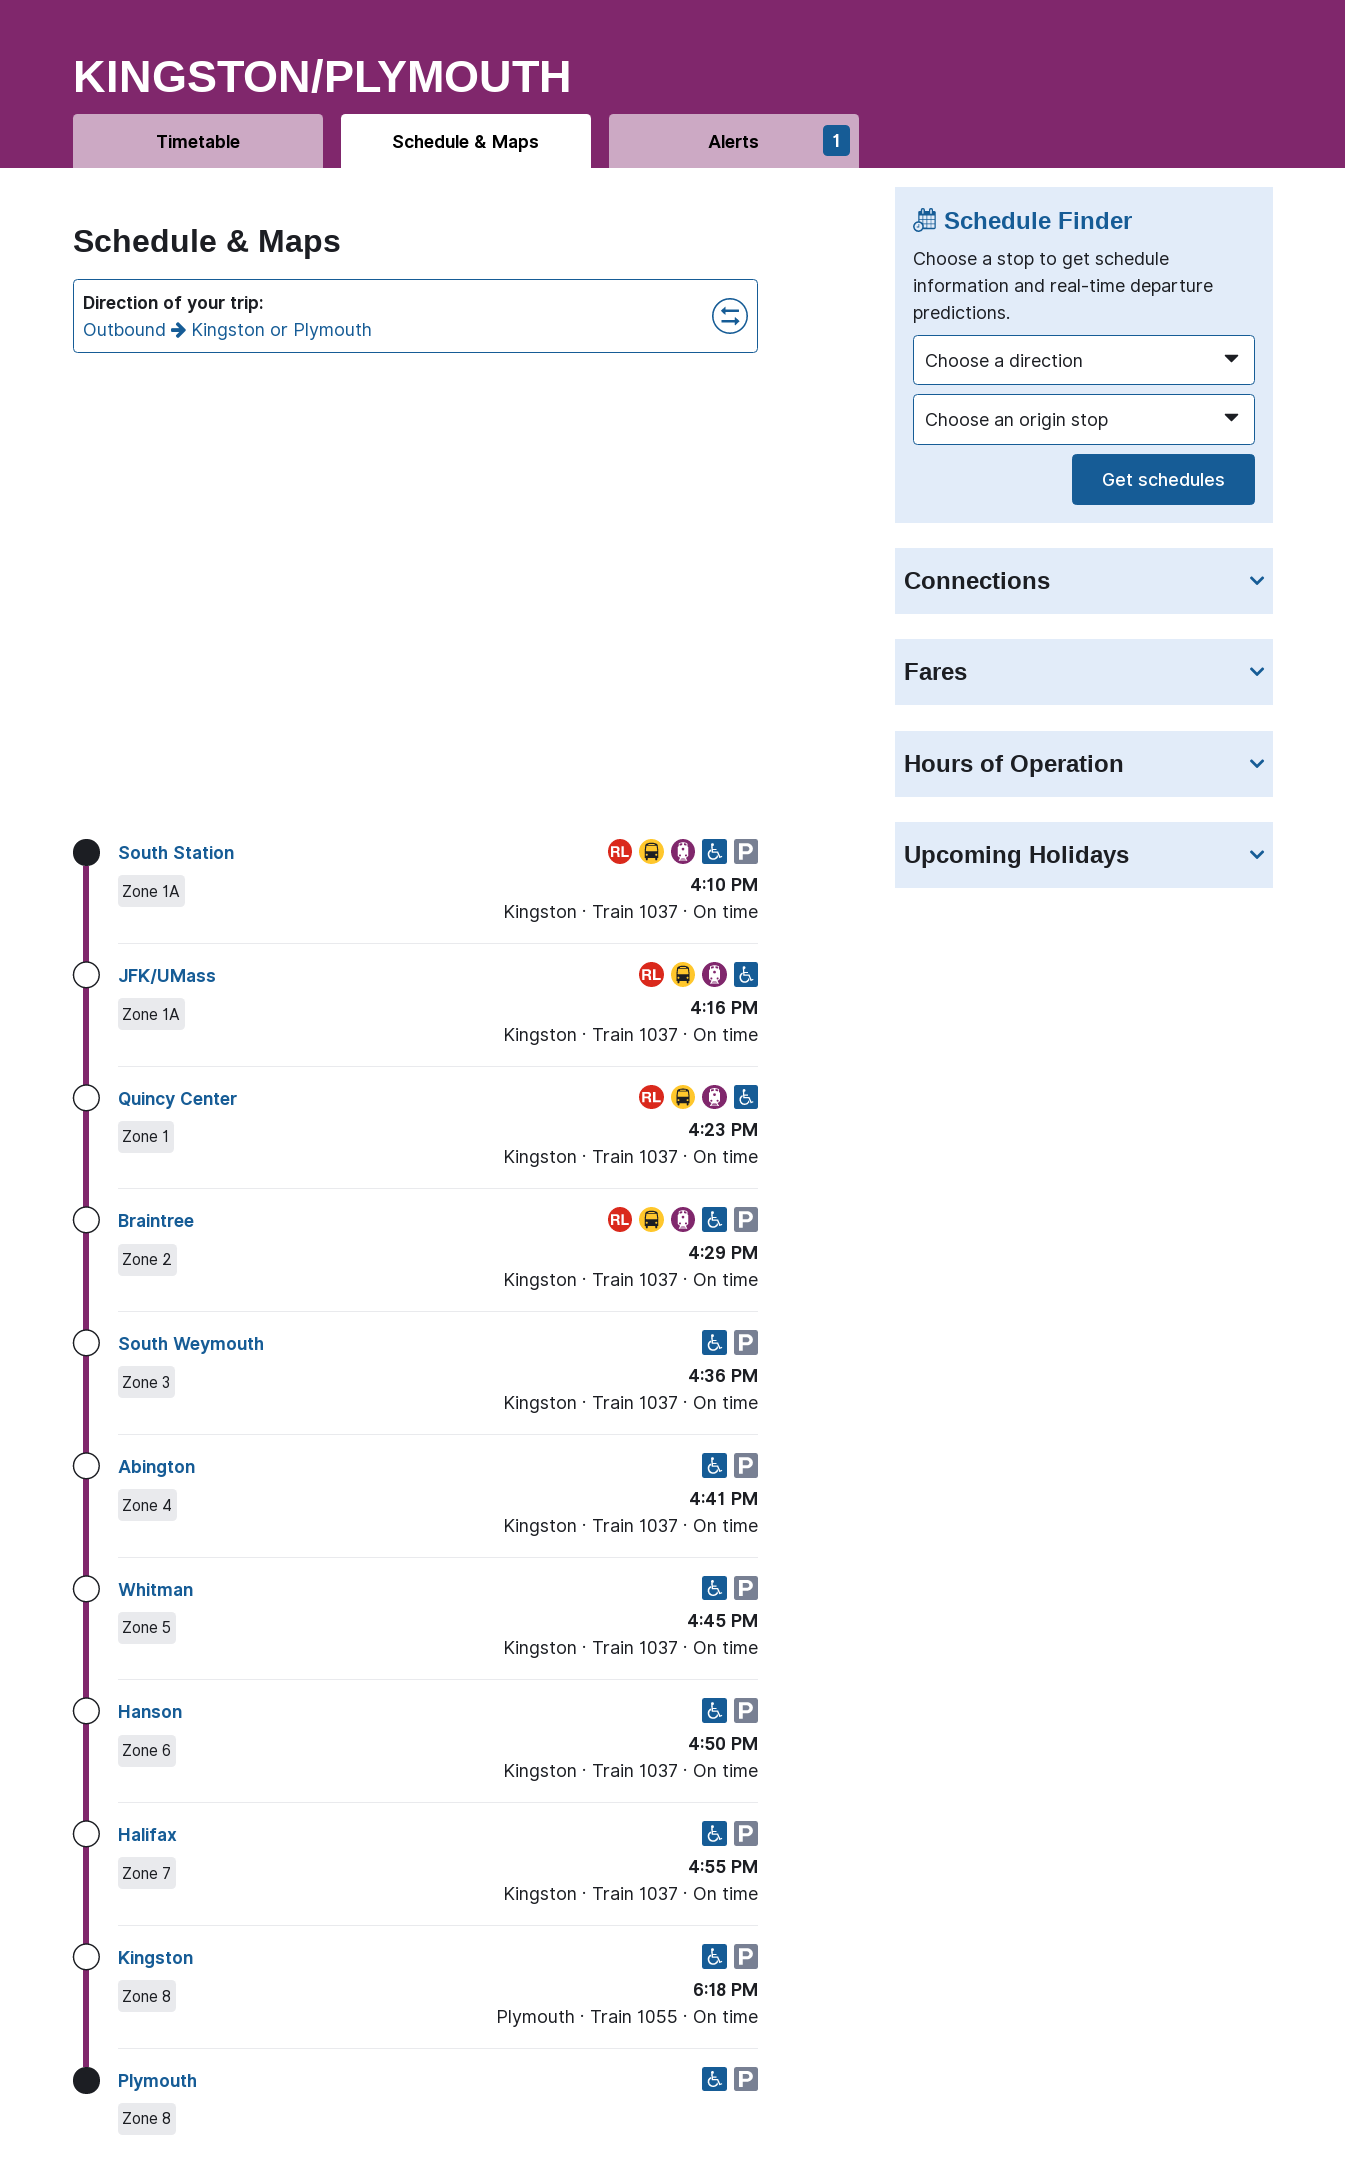 KINGSTON/PLYMOUTH
Timetable
Schedule & Maps
Alerts
1
Schedule & Maps
Direction of your trip:
Outbound → Kingston or Plymouth
Schedule Finder
Choose a stop to get schedule
information and real-time departure
predictions.
Choose a direction
Choose an origin stop
Get schedules
Connections
Fares
Hours of Operation
Upcoming Holidays
South Station
RL
P
Zone 1A
4:10 PM
Kingston · Train 1037 · On time
JFK/UMass
RL
Zone 1A
4:16 PM
Kingston · Train 1037 · On time
Quincy Center
RL
Zone 1
4:23 PM
Kingston · Train 1037 · On time
Braintree
RL
P
Zone 2
4:29 PM
Kingston · Train 1037 · On time
South Weymouth
P
Zone 3
4:36 PM
Kingston · Train 1037 · On time
Abington
P
Zone 4
4:41 PM
Kingston · Train 1037 · On time
Whitman
P
Zone 5
4:45 PM
Kingston · Train 1037 · On time
Hanson
P
Zone 6
4:50 PM
Kingston · Train 1037 · On time
Halifax
P
Zone 7
4:55 PM
Kingston · Train 1037 · On time
Kingston
P
Zone 8
6:18 PM
Plymouth · Train 1055 · On time
Plymouth
P
Zone 8